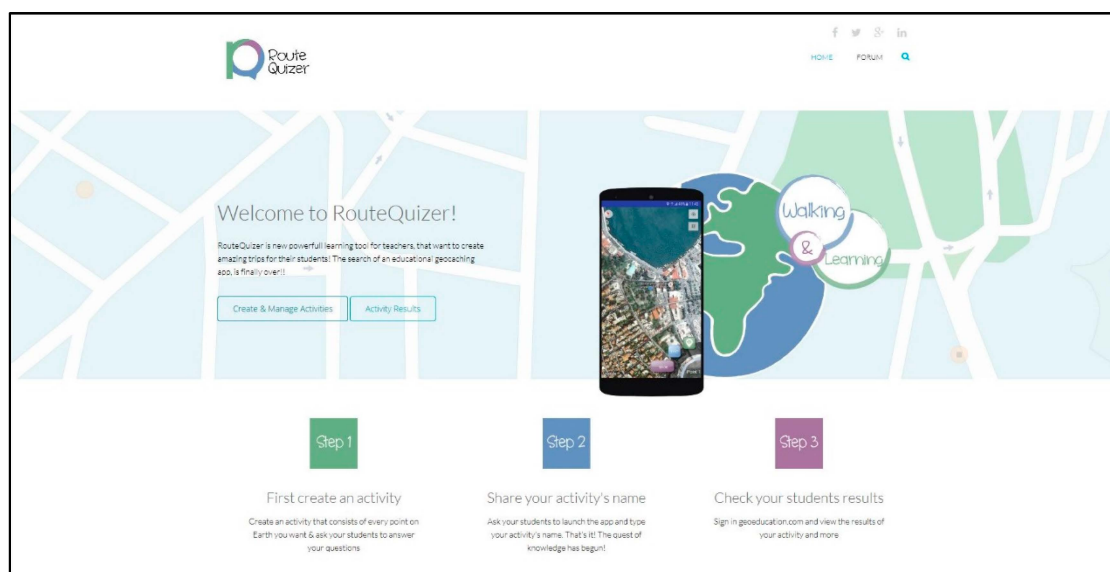 Route
Quizer
HOME FORUM
Welcome to RouteQuizer!
RouteQuizer is new powerfull learning tool for teachers, that want to create
amazing trips for their students! The search of an educational geocaching
app, is finally over!!
Create & Manage Activities
Activity Results
Walking
&
Learning
Step 1
First create an activity
Create an activity that consists of every point on
Earth you want & ask your students to answer
your questions
Step 2
Share your activity's name
Ask your students to launch the app and type
your activity's name. That's it! The quest of
knowledge has begun!
Step 3
Check your students results
Sign in geoeducation.com and view the results of
your activity and more